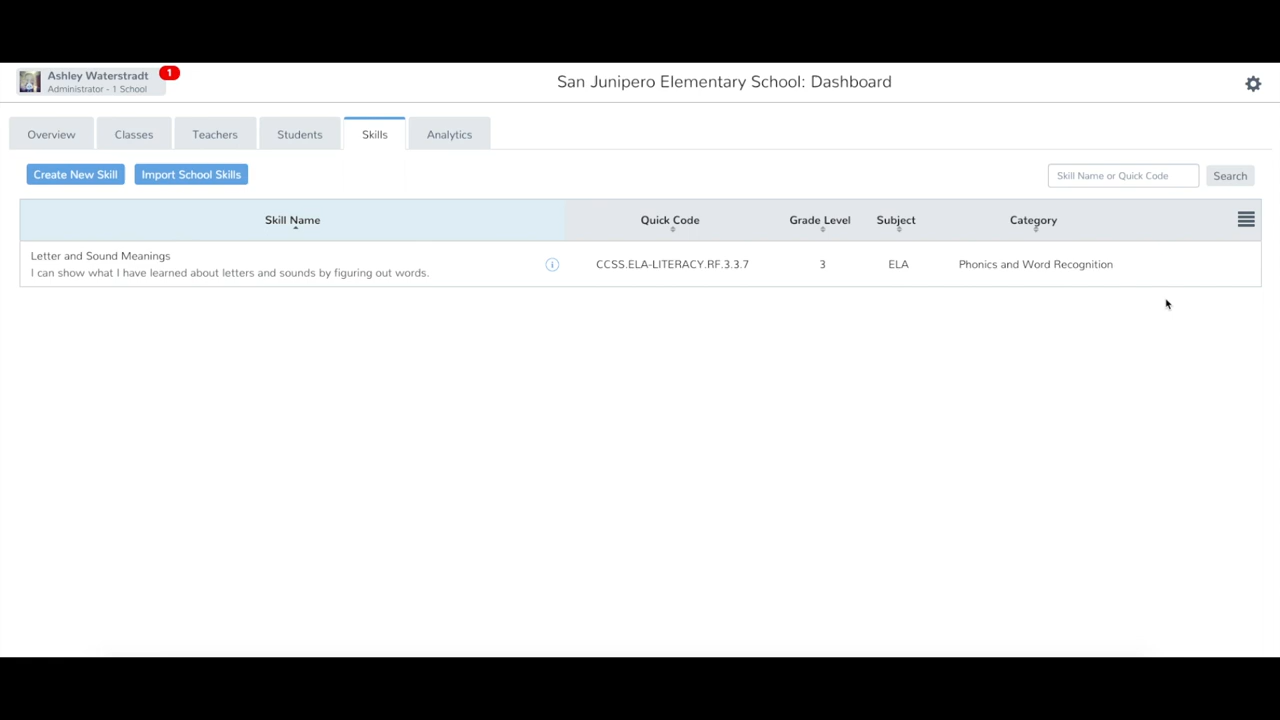 Ashley Waterstradt
1
Administrator - 1 School
San Junipero Elementary School: Dashboard
Overview
Classes
Teachers
Students
Skills
Analytics
Create New Skill
Import School Skills
Skill Name or Quick Code
Search
Skill Name
Quick Code
Grade Level
Subject
Category
Letter and Sound Meanings
I can show what I have learned about letters and sounds by figuring out words.
i
CCSS.ELA-LITERACY.RF.3.3.7
3
ELA
Phonics and Word Recognition